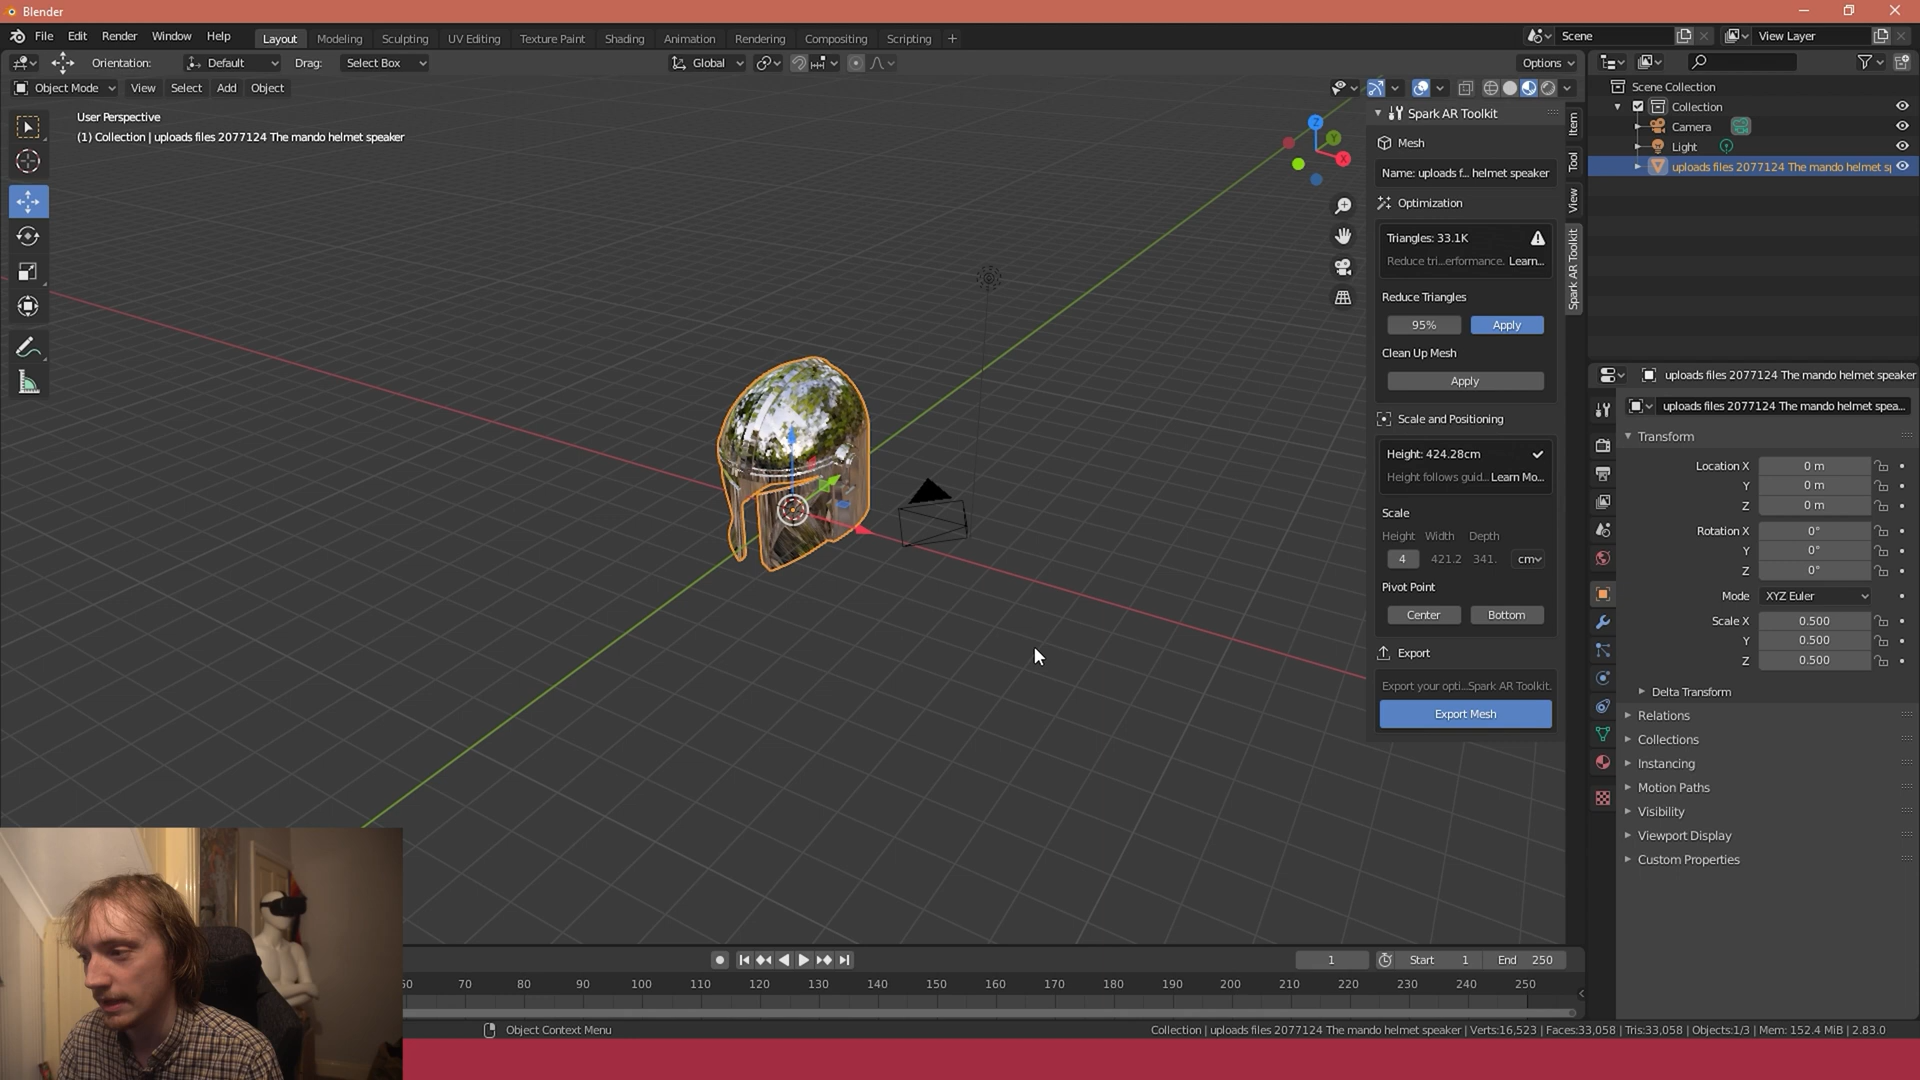 Blender
File Edit Render Window Help Layout Modeling Sculpting UV Editing Texture Paint Shading Animation Rendering Compositing Scripting + Scene View Layer
Orientation: Default Drag: Select Box Global Options
Object Mode View Select Add Object
User Perspective
(1) Collection | uploads files 2077124 The mando helmet speaker
Z
Y
X
Spark AR Toolkit
Mesh
Name: uploads f... helmet speaker
Optimization
Triangles: 33.1K
Reduce tri...erformance. Learn...
Reduce Triangles
95% Apply
Clean Up Mesh
Apply
Scale and Positioning
Height: 424.28cm
Height follows guid... Learn Mo...
Scale
Height Width Depth
4 421.2 341. cm
Pivot Point
Center Bottom
Export
Export your opti...Spark AR Toolkit.
Export Mesh
Item
Tool
View
Spark AR Toolkit
Scene Collection
Collection
Camera
Light
uploads files 2077124 The mando helmet s
uploads files 2077124 The mando helmet speaker
uploads files 2077124 The mando helmet spea...
Transform
Location X 0 m
Y 0 m
Z 0 m
Rotation X 0°
Y 0°
Z 0°
Mode XYZ Euler
Scale X 0.500
Y 0.500
Z 0.500
Delta Transform
Relations
Collections
Instancing
Motion Paths
Visibility
Viewport Display
Custom Properties
1 Start 1 End 250
60 70 80 90 100 110 120 130 140 150 160 170 180 190 200 210 220 230 240 250
Object Context Menu
Collection | uploads files 2077124 The mando helmet speaker | Verts:16,523 | Faces:33,058 | Tris:33,058 | Objects:1/3 | Mem: 152.4 MiB | 2.83.0